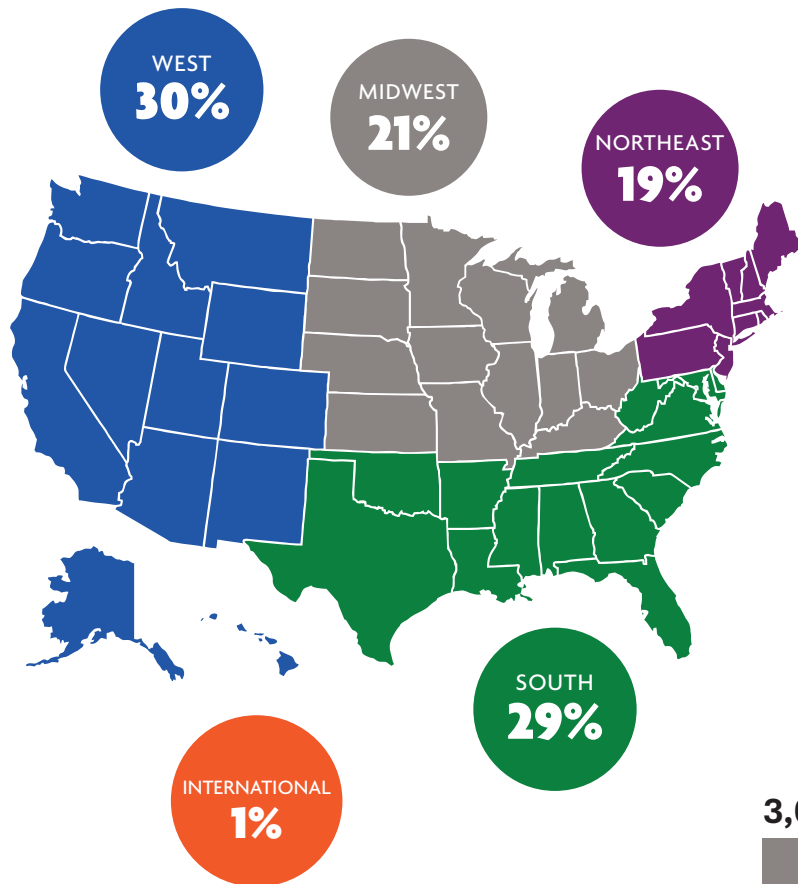 WEST
30%
MIDWEST
21%
NORTHEAST
19%
SOUTH
29%
INTERNATIONAL
1%